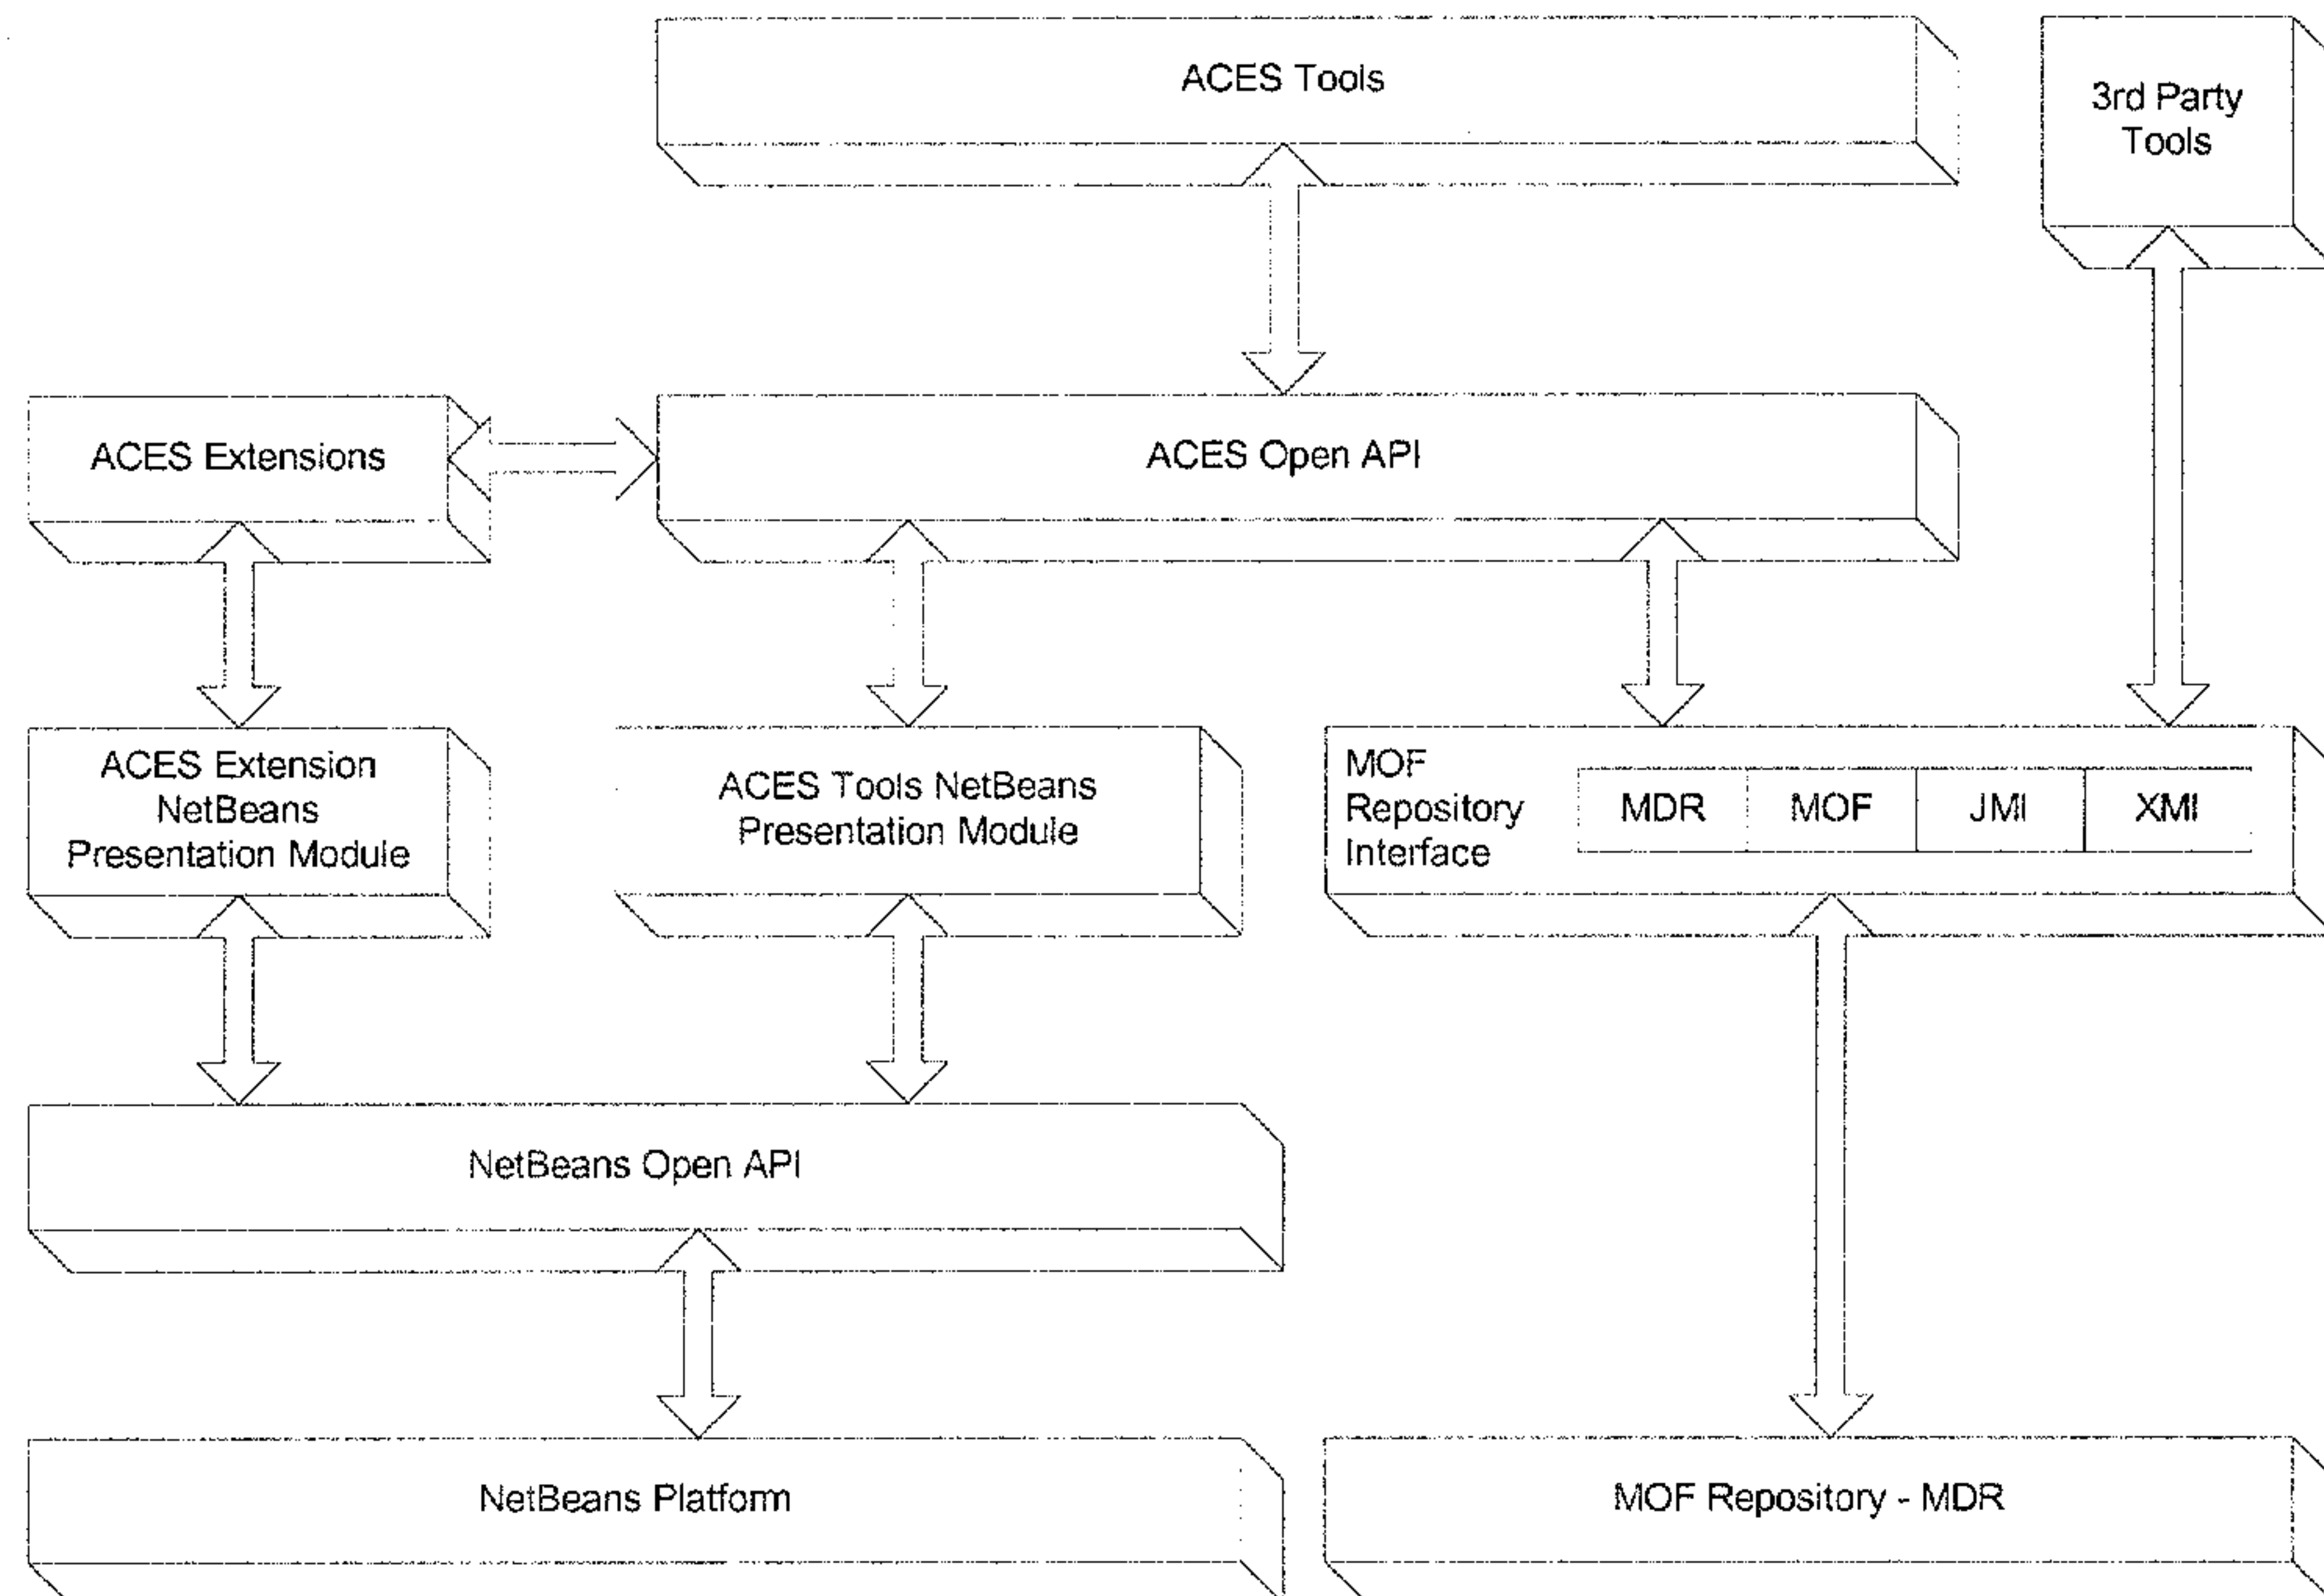 ACES Tools
3rd Party
Tools
ACES Extensions
ACES Open API
ACES Extension
NetBeans
Presentation Module
ACES Tools NetBeans
Presentation Module
MOF
Repository
Interface
MDR
MOF
JMI
XMI
NetBeans Open API
NetBeans Platform
MOF Repository - MDR